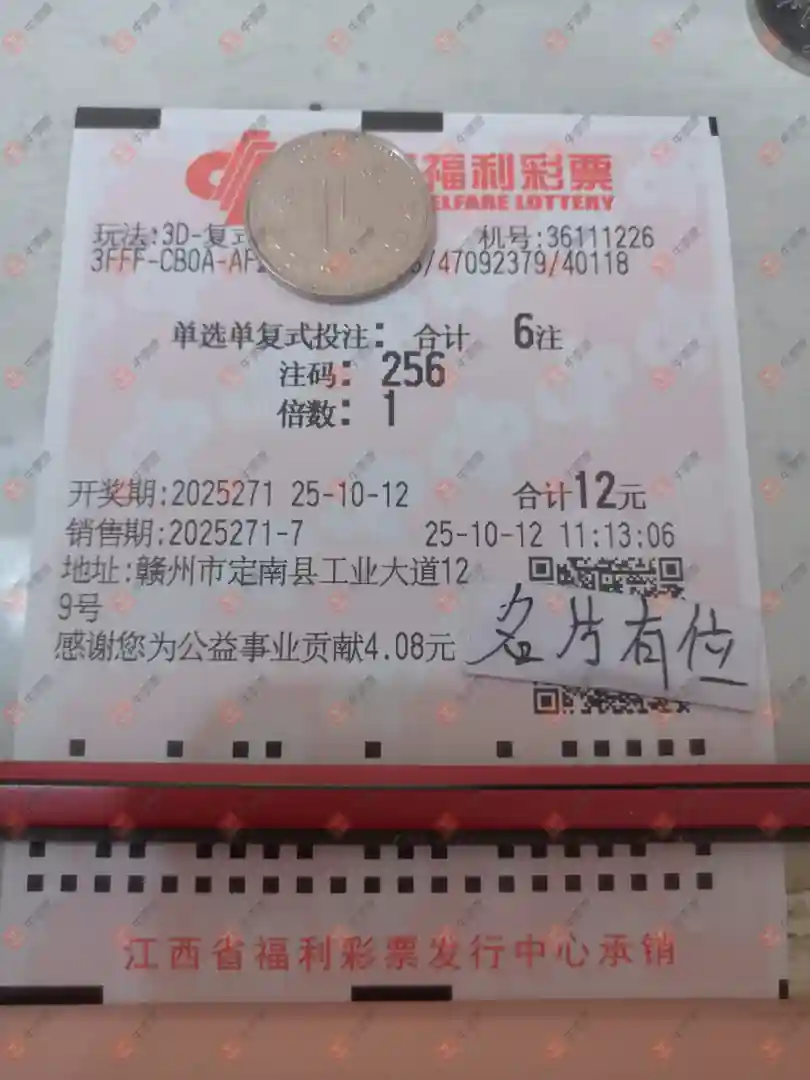 福利彩票
ELFARE LOTTERY
玩法:3D-复式 机号:36111226
3FFF-CB0A-AF /47092379/40118
单选单复式投注: 合计 6注
注码: 256
倍数: 1
开奖期:2025271 25-10-12 合计12元
销售期:2025271-7 25-10-12 11:13:06
地址:赣州市定南县工业大道12
9号
感谢您为公益事业贡献4.08元
名片有位
江西省福利彩票发行中心承销